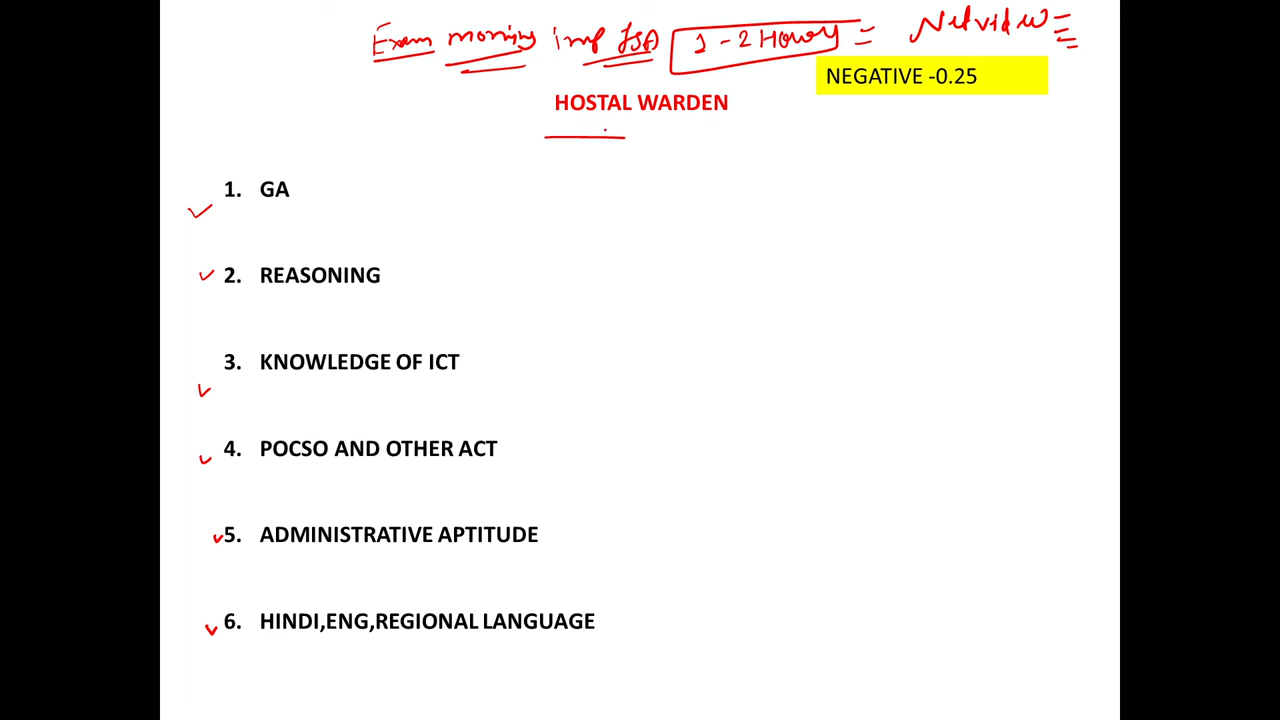 Exam morning imp 1-2 Hours =
NEGATIVE -0.25
HOSTAL WARDEN
1. GA
2. REASONING
3. KNOWLEDGE OF ICT
4. POCSO AND OTHER ACT
5. ADMINISTRATIVE APTITUDE
6. HINDI,ENG,REGIONAL LANGUAGE